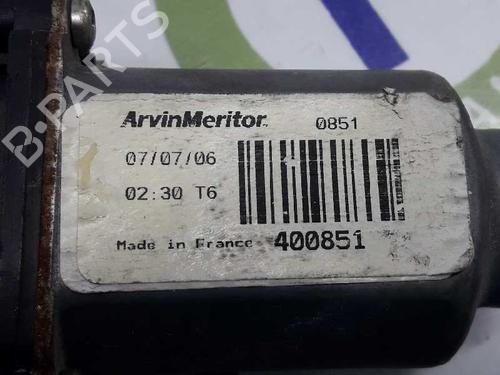 B-PARTS
ArvinMeritor. 0851
07/07/06
02:30 T6
Made in France 400851